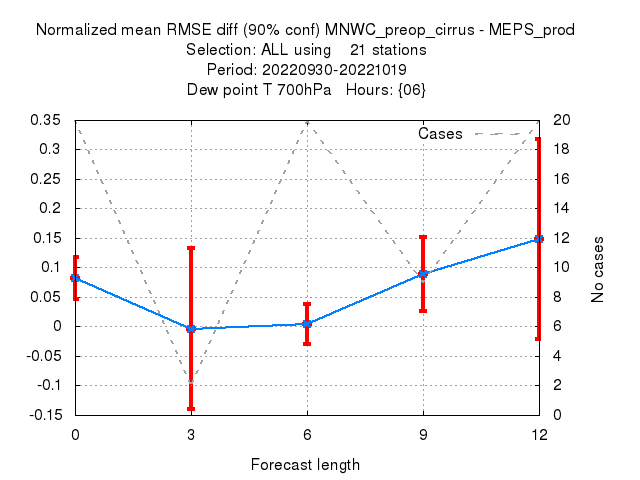 Normalized mean RMSE diff (90% conf) MNWC_preop_cirrus - MEPS_prod
Selection: ALL using 21 stations
Period: 20220930-20221019
Dew point T 700hPa Hours: {06}
Cases
0.35
0.3
0.25
0.2
0.15
0.1
0.05
0
-0.05
-0.1
-0.15
20
18
16
14
12
10
8
6
4
2
0
No cases
0 3 6 9 12
Forecast length